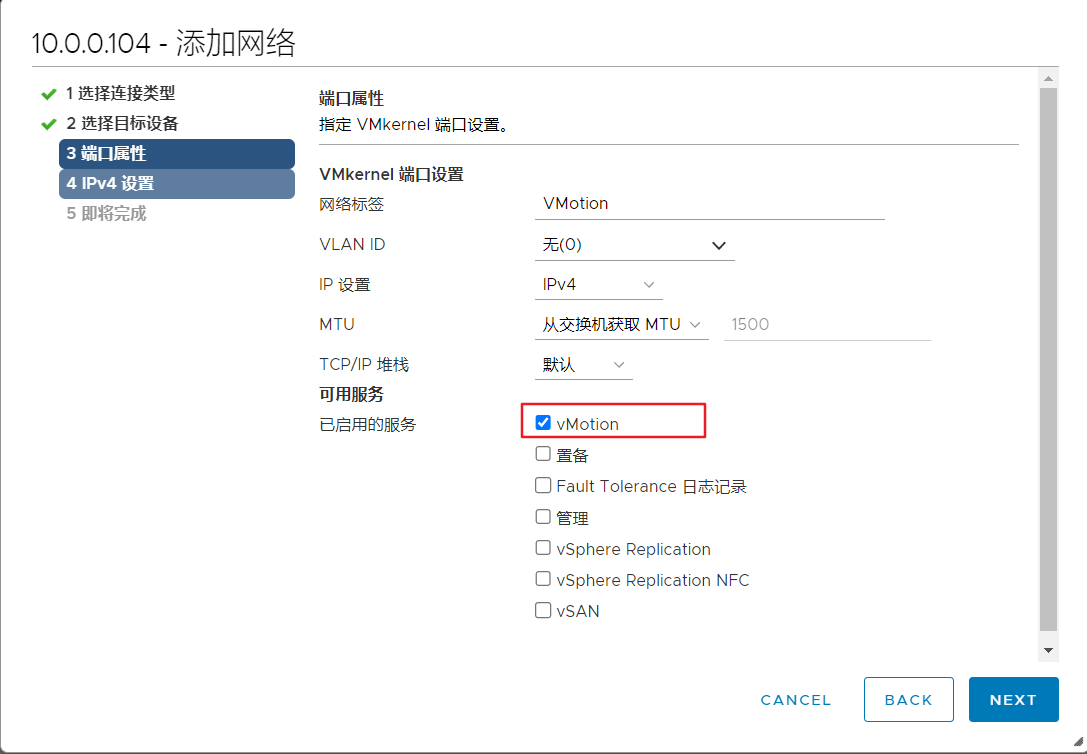 10.0.0.104 - 添加网络
1 选择连接类型
2 选择目标设备
3 端口属性
4 IPv4 设置
5 即将完成
端口属性
指定 VMkernel 端口设置。
VMkernel 端口设置
网络标签 VMotion
VLAN ID 无(0)
IP 设置 IPv4
MTU 从交换机获取 MTU 1500
TCP/IP 堆栈 默认
可用服务
已启用的服务 vMotion
置备
Fault Tolerance 日志记录
管理
vSphere Replication
vSphere Replication NFC
vSAN
CANCEL BACK NEXT